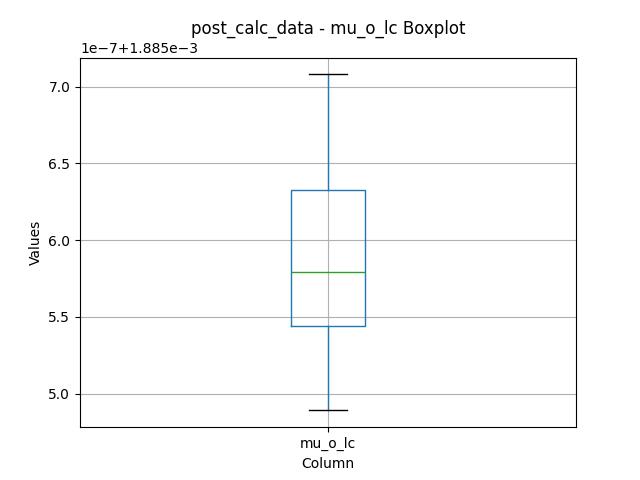 post_calc_data - mu_o_lc Boxplot
1e−7+1.885e−3
7.0
6.5
6.0
5.5
5.0
Values
mu_o_lc
Column